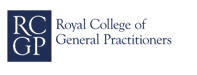 RC
GP
Royal College of
General Practitioners